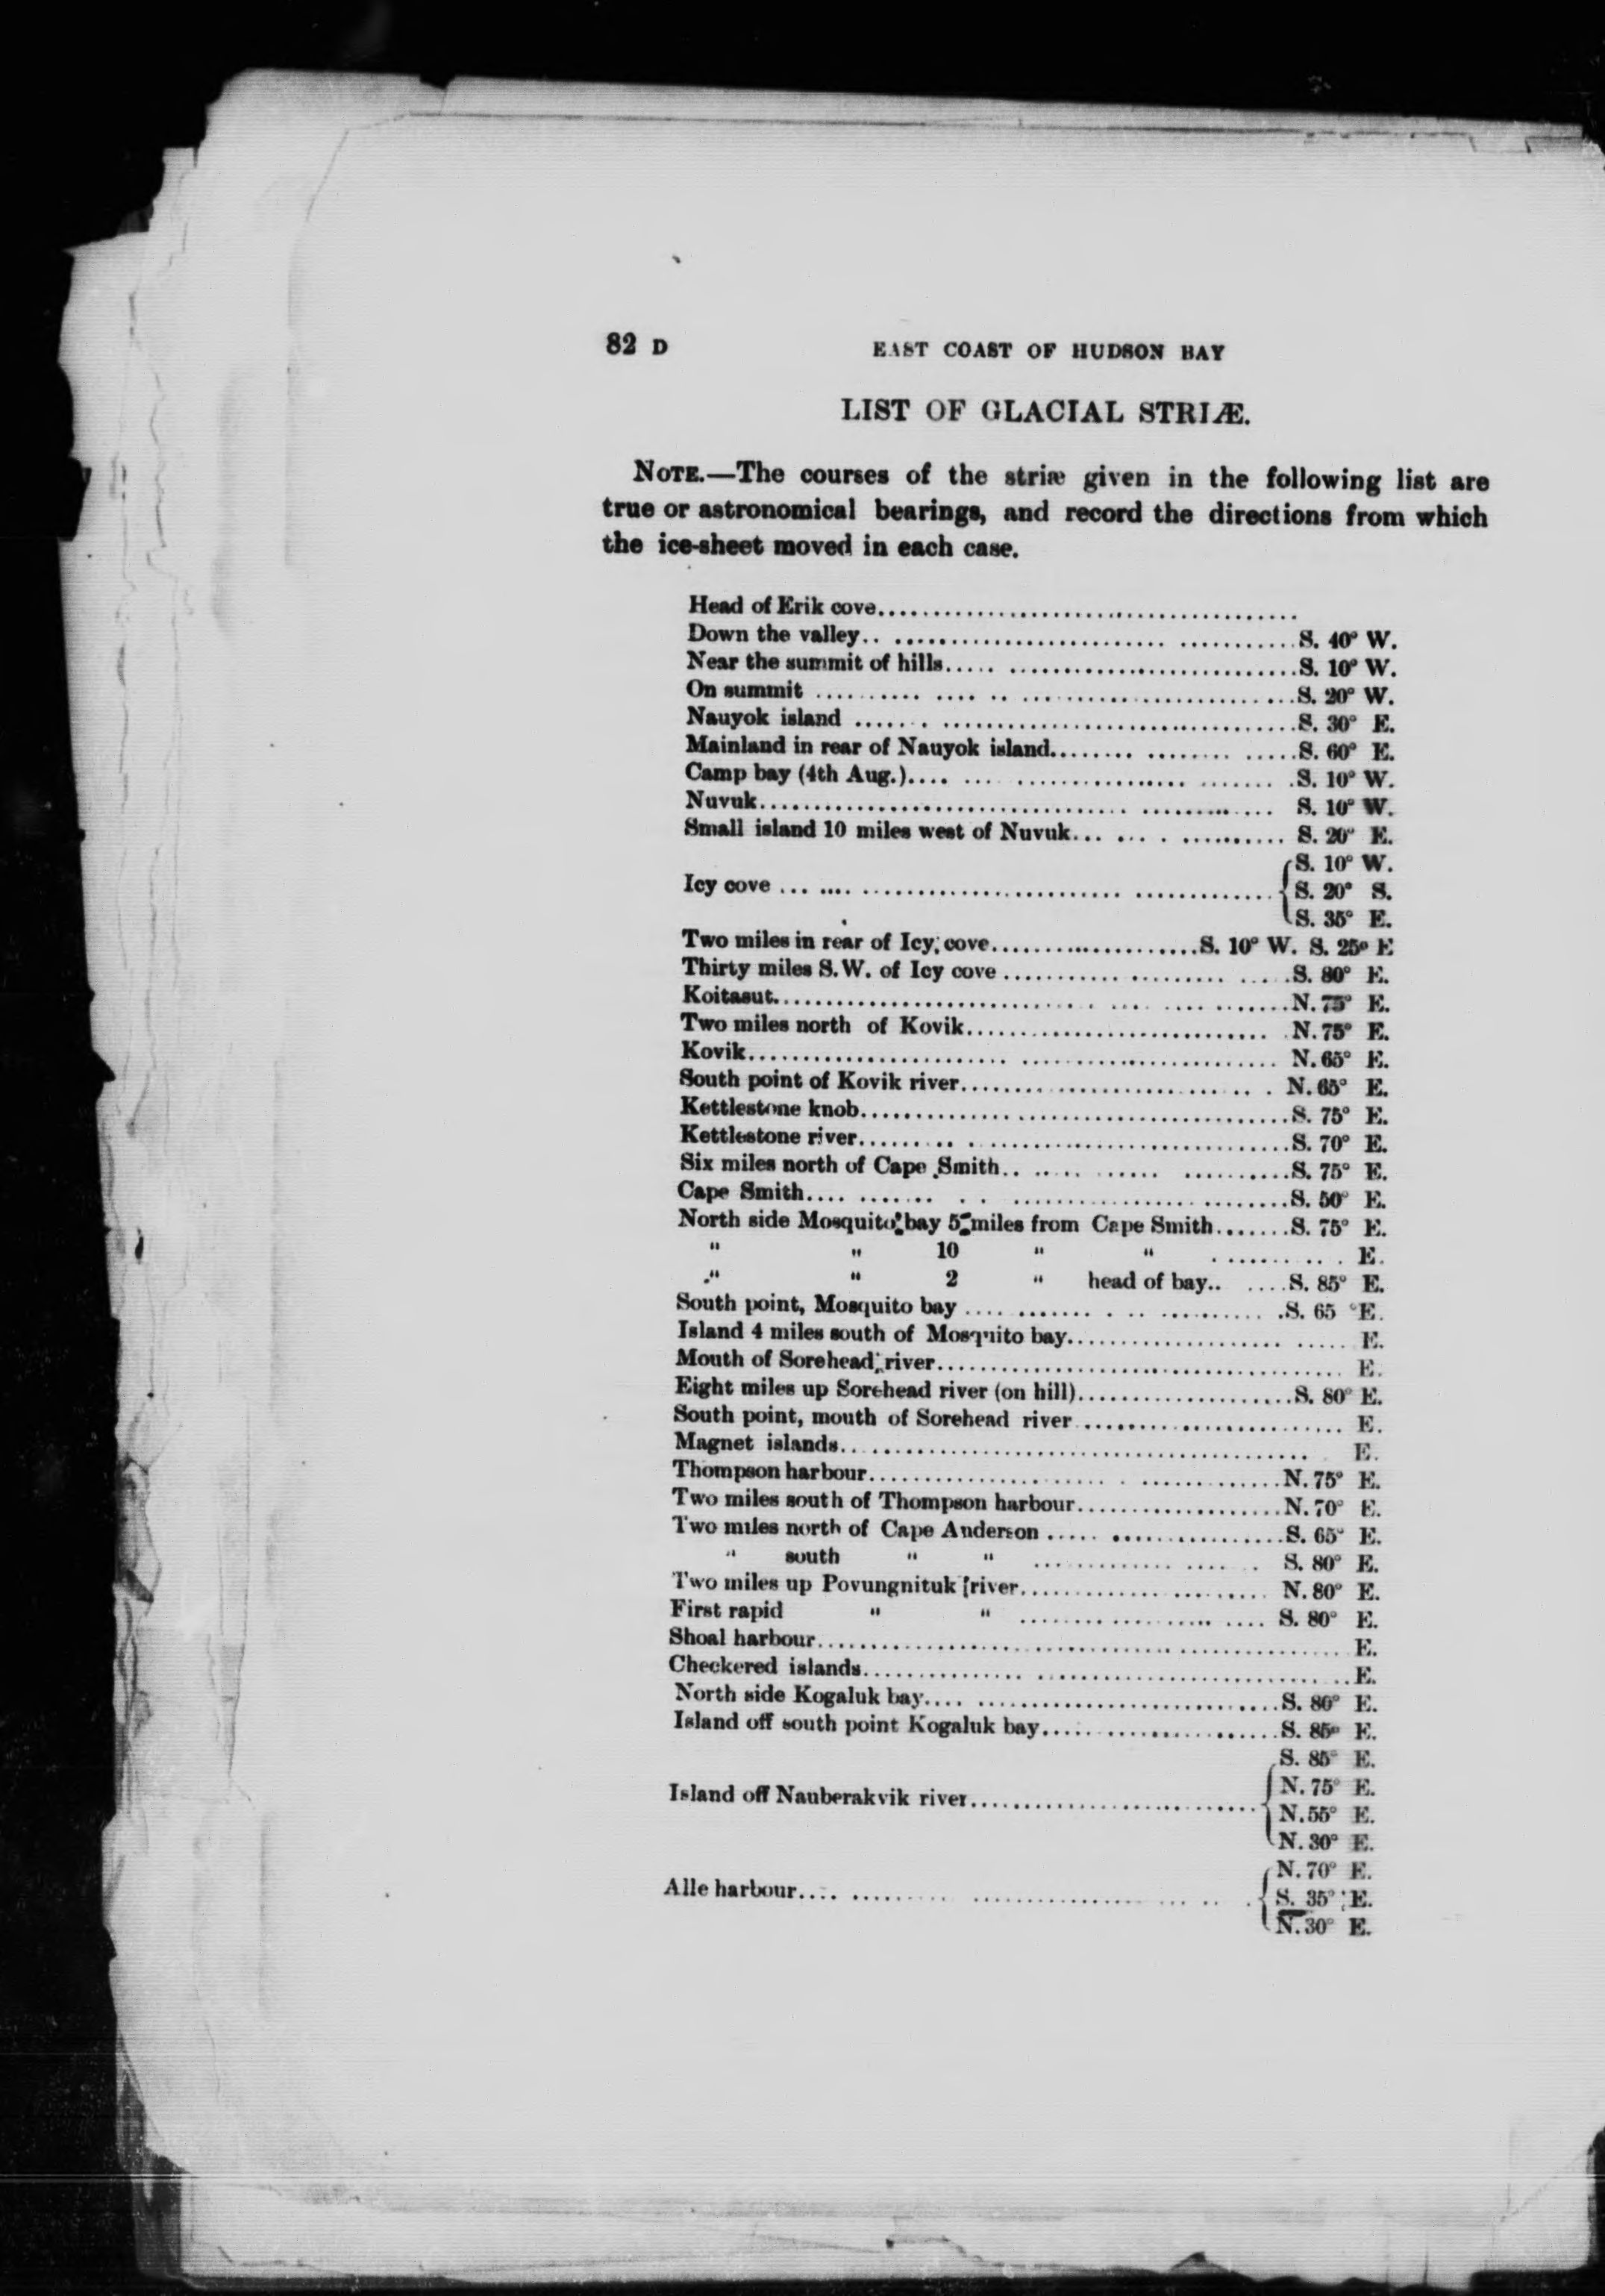 82 D EAST COAST OF HUDSON BAY
LIST OF GLACIAL STRIÆ.
NOTE.—The courses of the striæ given in the following list are
true or astronomical bearings, and record the directions from which
the ice-sheet moved in each case.
Head of Erik cove........................................
Down the valley........................................S. 40° W.
Near the summit of hills........................................S. 10° W.
On summit........................................S. 20° W.
Nauyok island........................................S. 30° E.
Mainland in rear of Nauyok island........................................S. 60° E.
Camp bay (4th Aug.)........................................S. 10° W.
Nuvuk........................................S. 10° W.
Small island 10 miles west of Nuvuk........................................S. 20° E.
S. 10° W.
Icy cove........................................S. 20° S.
S. 35° E.
Two miles in rear of Icy cove....................S. 10° W. S. 25° E
Thirty miles S.W. of Icy cove....................S. 80° E.
Koitasut........................................N. 75° E.
Two miles north of Kovik....................N. 75° E.
Kovik........................................N. 65° E.
South point of Kovik river....................N. 65° E.
Kettlestone knob....................S. 75° E.
Kettlestone river....................S. 70° E.
Six miles north of Cape Smith....................S. 75° E.
Cape Smith....................S. 50° E.
North side Mosquito bay 5 miles from Cape Smith.......S. 75° E.
" " 10 " " .......... E.
" " 2 " head of bay.. ....S. 85° E.
South point, Mosquito bay....................S. 65 °E.
Island 4 miles south of Mosquito bay.................... E.
Mouth of Sorehead river.................... E.
Eight miles up Sorehead river (on hill)....................S. 80° E.
South point, mouth of Sorehead river.................... E.
Magnet islands.................... E.
Thompson harbour....................N. 75° E.
Two miles south of Thompson harbour....................N. 70° E.
Two miles north of Cape Anderson....................S. 65° E.
" south " " .................... S. 80° E.
Two miles up Povungnituk river.................... N. 80° E.
First rapid " " .................... S. 80° E.
Shoal harbour.................... E.
Checkered islands....................E.
North side Kogaluk bay....................S. 80° E.
Island off south point Kogaluk bay....................S. 85° E.
S. 85° E.
N. 75° E.
Island off Nauberakvik river....................
N. 55° E.
N. 30° E.
N. 70° E.
Alle harbour....................S. 35° E.
N. 30° E.